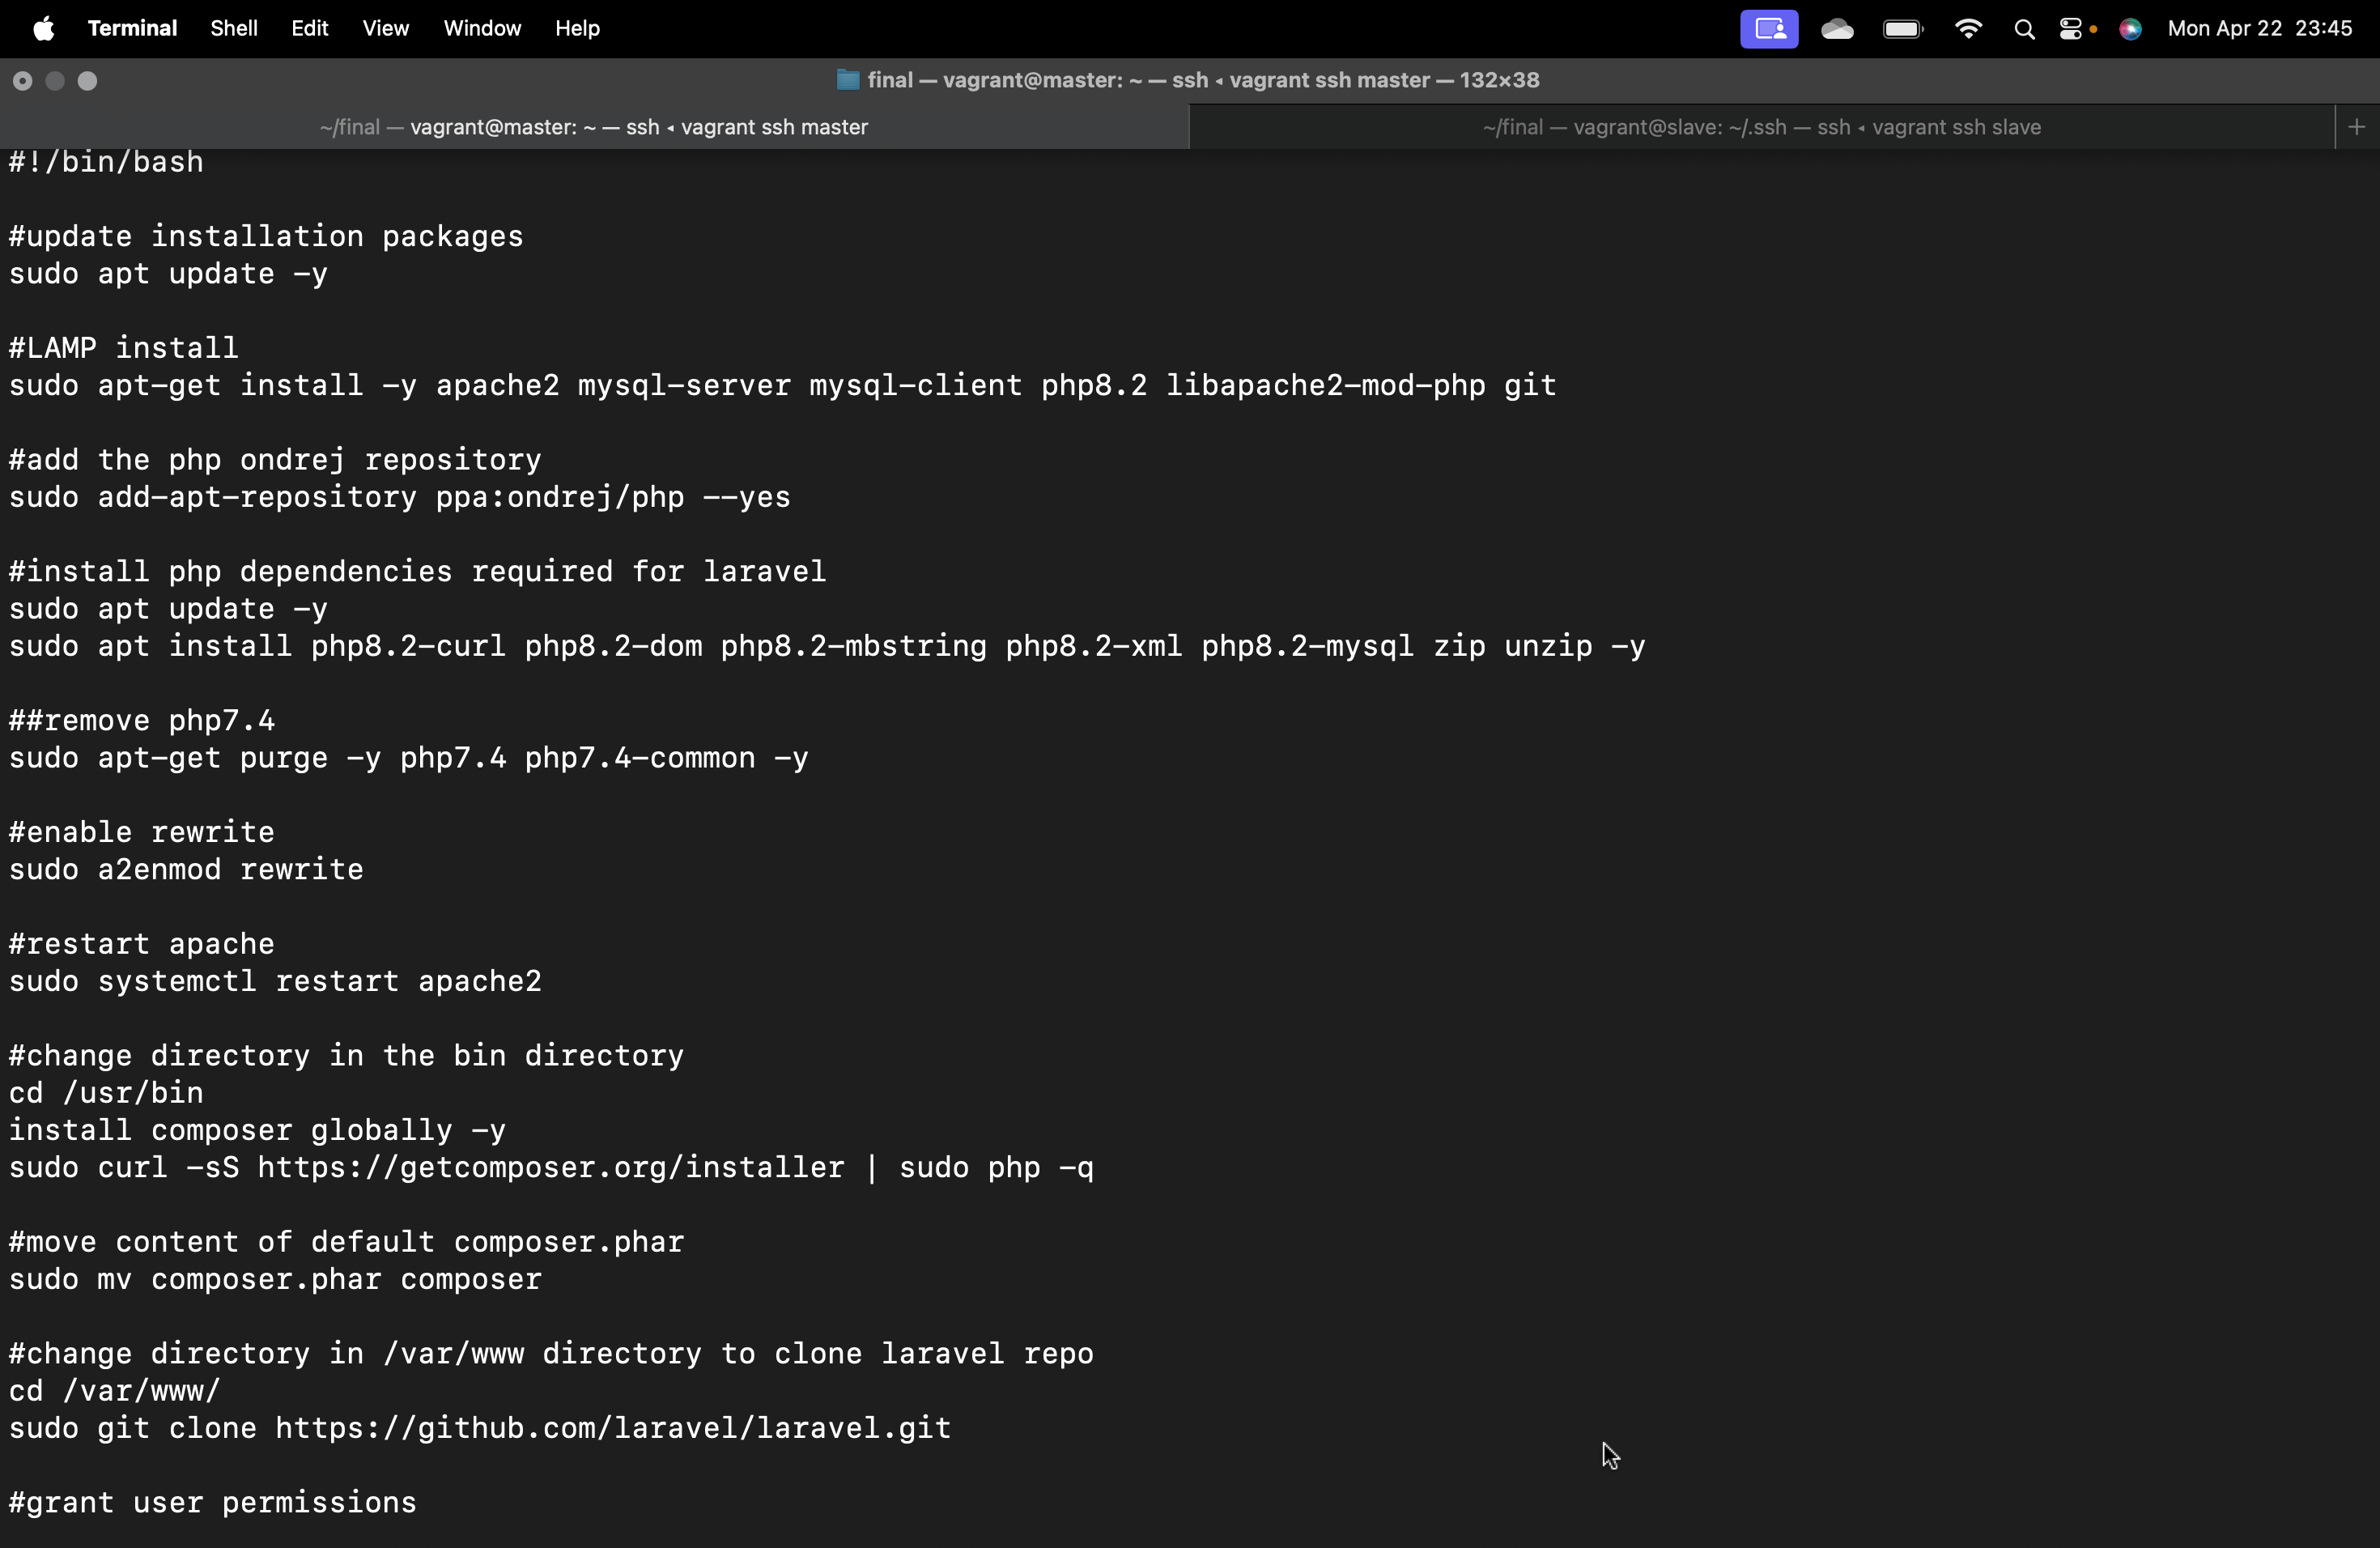 Terminal Shell Edit View Window Help Mon Apr 22 23:45
final — vagrant@master: ~ — ssh ◂ vagrant ssh master — 132×38
~/final — vagrant@master: ~ — ssh ◂ vagrant ssh master
~/final — vagrant@slave: ~/.ssh — ssh ◂ vagrant ssh slave
#!/bin/bash
#update installation packages
sudo apt update -y
#LAMP install
sudo apt-get install -y apache2 mysql-server mysql-client php8.2 libapache2-mod-php git
#add the php ondrej repository
sudo add-apt-repository ppa:ondrej/php --yes
#install php dependencies required for laravel
sudo apt update -y
sudo apt install php8.2-curl php8.2-dom php8.2-mbstring php8.2-xml php8.2-mysql zip unzip -y
##remove php7.4
sudo apt-get purge -y php7.4 php7.4-common -y
#enable rewrite
sudo a2enmod rewrite
#restart apache
sudo systemctl restart apache2
#change directory in the bin directory
cd /usr/bin
install composer globally -y
sudo curl -sS https://getcomposer.org/installer | sudo php -q
#move content of default composer.phar
sudo mv composer.phar composer
#change directory in /var/www directory to clone laravel repo
cd /var/www/
sudo git clone https://github.com/laravel/laravel.git
#grant user permissions